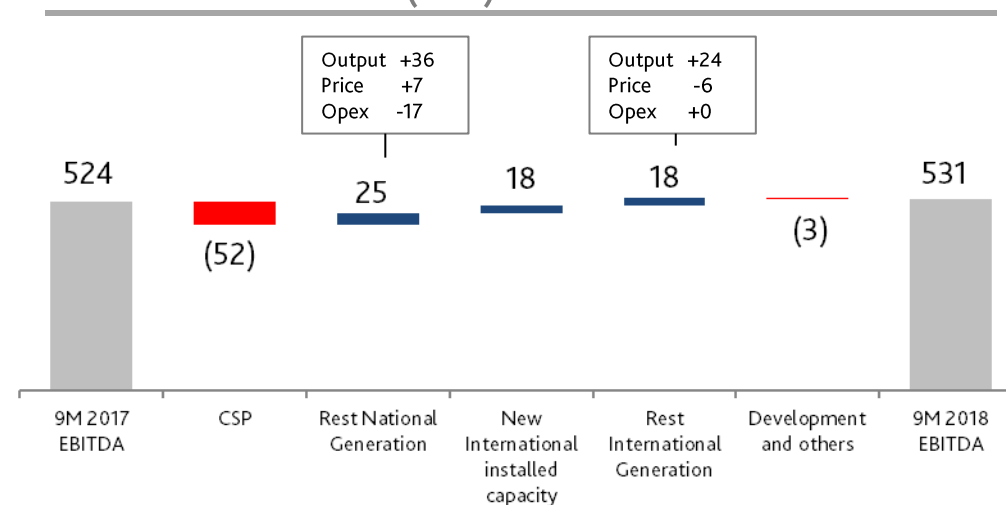 Output +36
Price +7
Opex -17
Output +24
Price -6
Opex +0
524
(52)
25
18
18
(3)
531
9M 2017
EBITDA
CSP
Rest National
Generation
New
International
installed
capacity
Rest
International
Generation
Development
and others
9M 2018
EBITDA